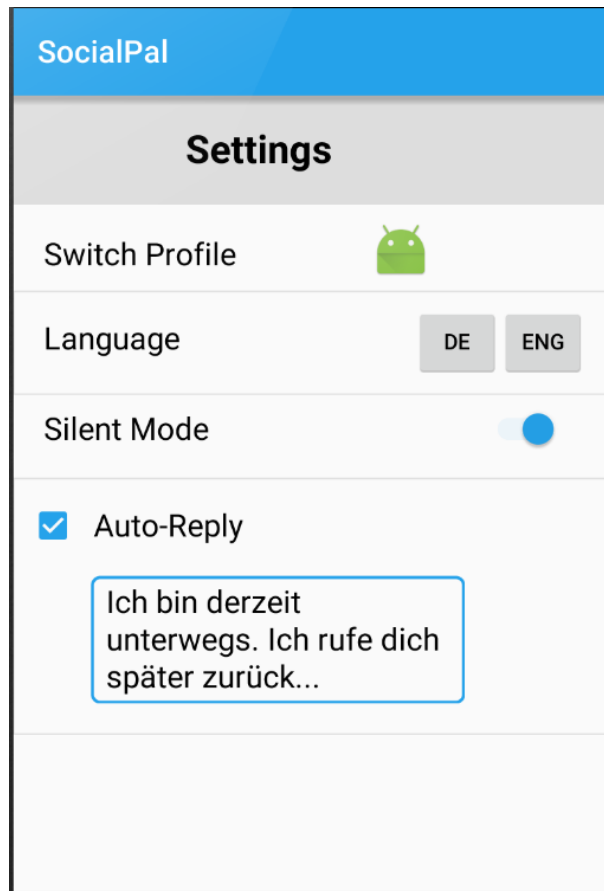 SocialPal
Settings
Switch Profile
Language
DE ENG
Silent Mode
Auto-Reply
Ich bin derzeit
unterwegs. Ich rufe dich
später zurück...